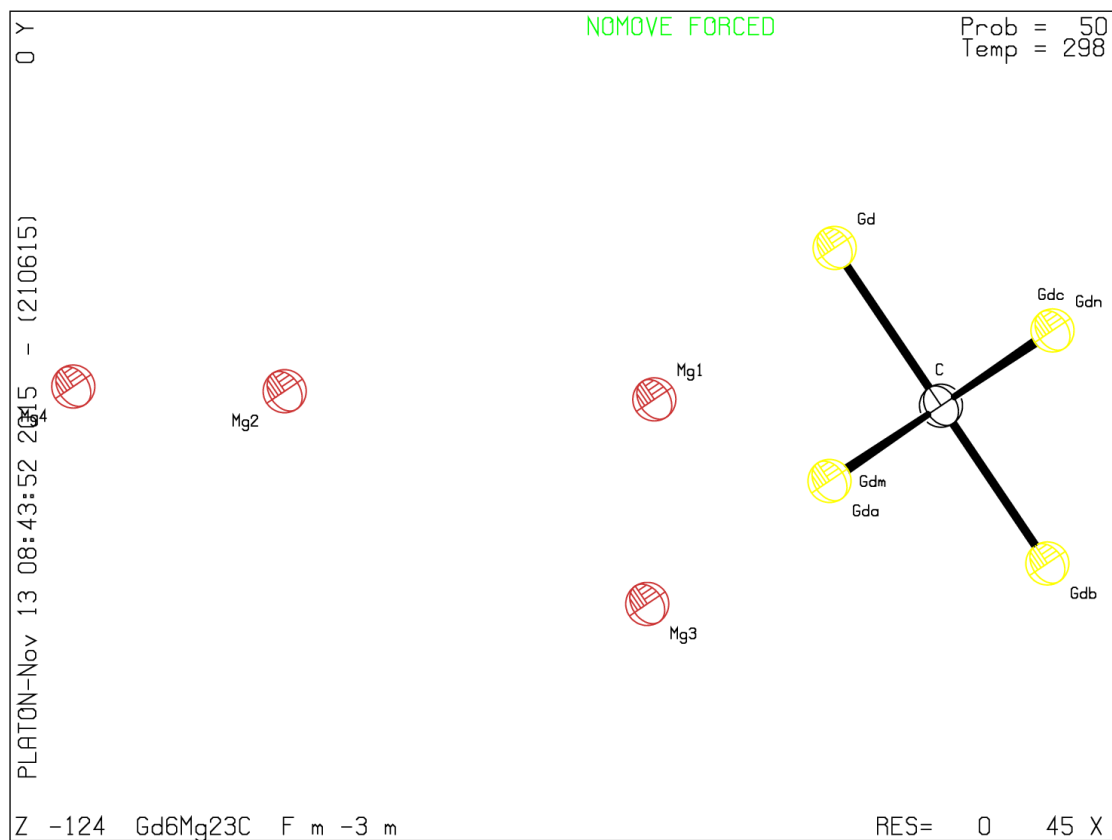 NOMOVE FORCED
Prob = 50
Temp = 298
O Y
PLATON-Nov 13 08:43:52 2015 - (210615)
Gd
Gdc
Gdn
C
Mg1
Mg4
Mg2
Gdm
Gda
Gdb
Mg3
Z -124 Gd6Mg23C F m -3 m
RES= 0 45 X